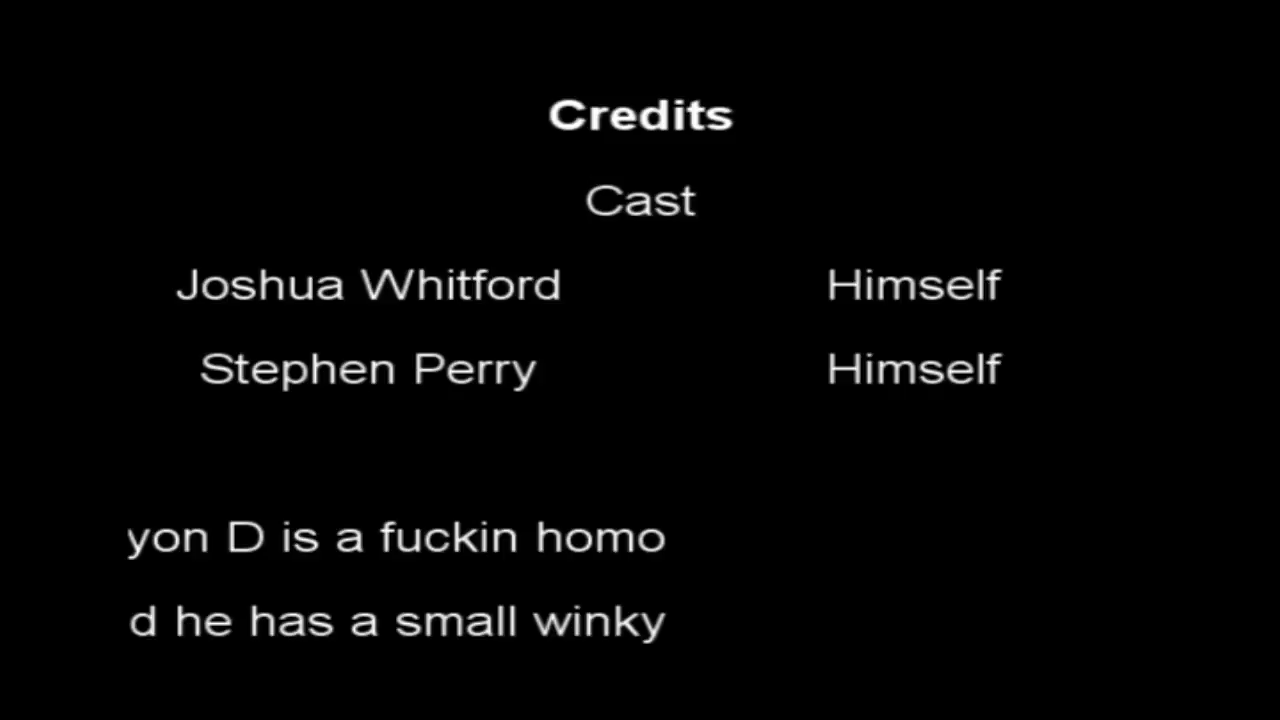 Credits
Cast
Joshua Whitford Himself
Stephen Perry Himself
yon D is a fuckin homo
d he has a small winky